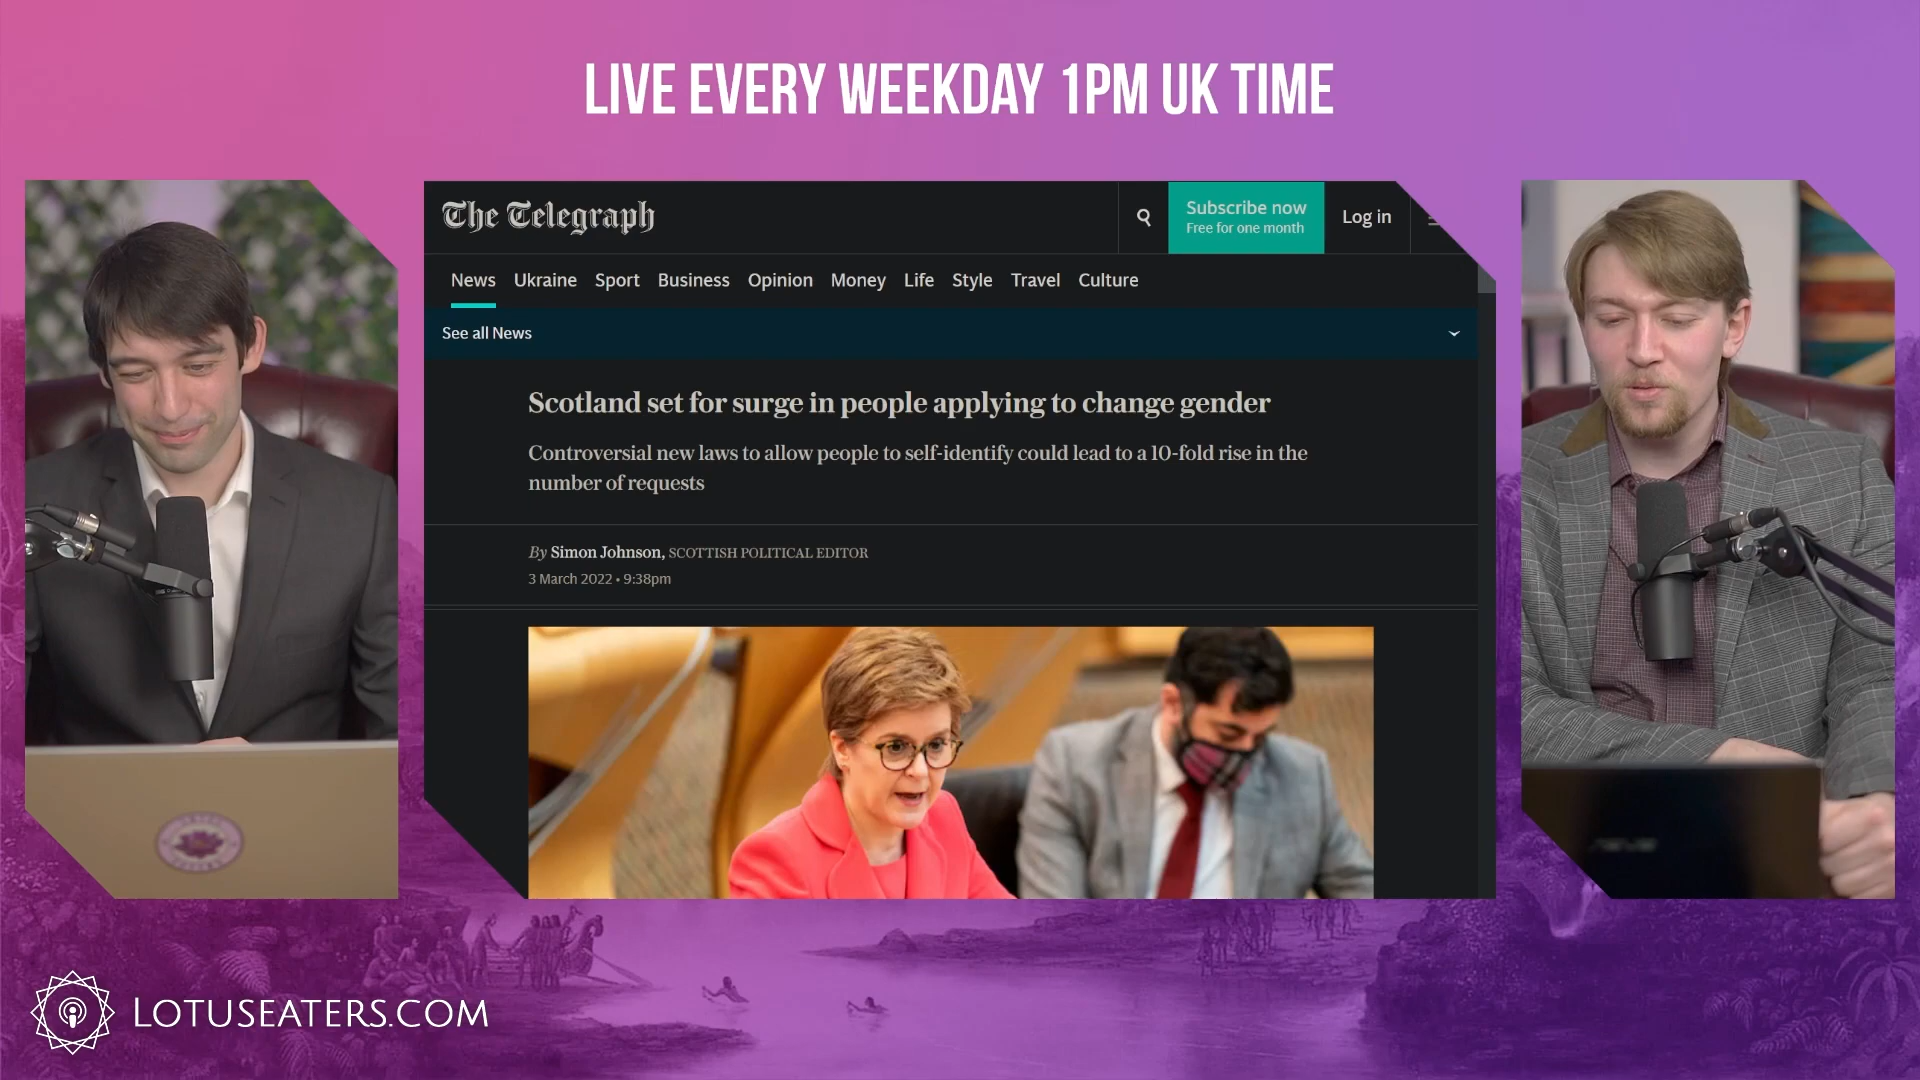 LIVE EVERY WEEKDAY 1PM UK TIME
The Telegraph
Subscribe now
Free for one month
Log in
News Ukraine Sport Business Opinion Money Life Style Travel Culture
See all News
Scotland set for surge in people applying to change gender
Controversial new laws to allow people to self-identify could lead to a 10-fold rise in the
number of requests
By Simon Johnson, SCOTTISH POLITICAL EDITOR
3 March 2022 • 9:38pm
LOTUSEATERS.COM